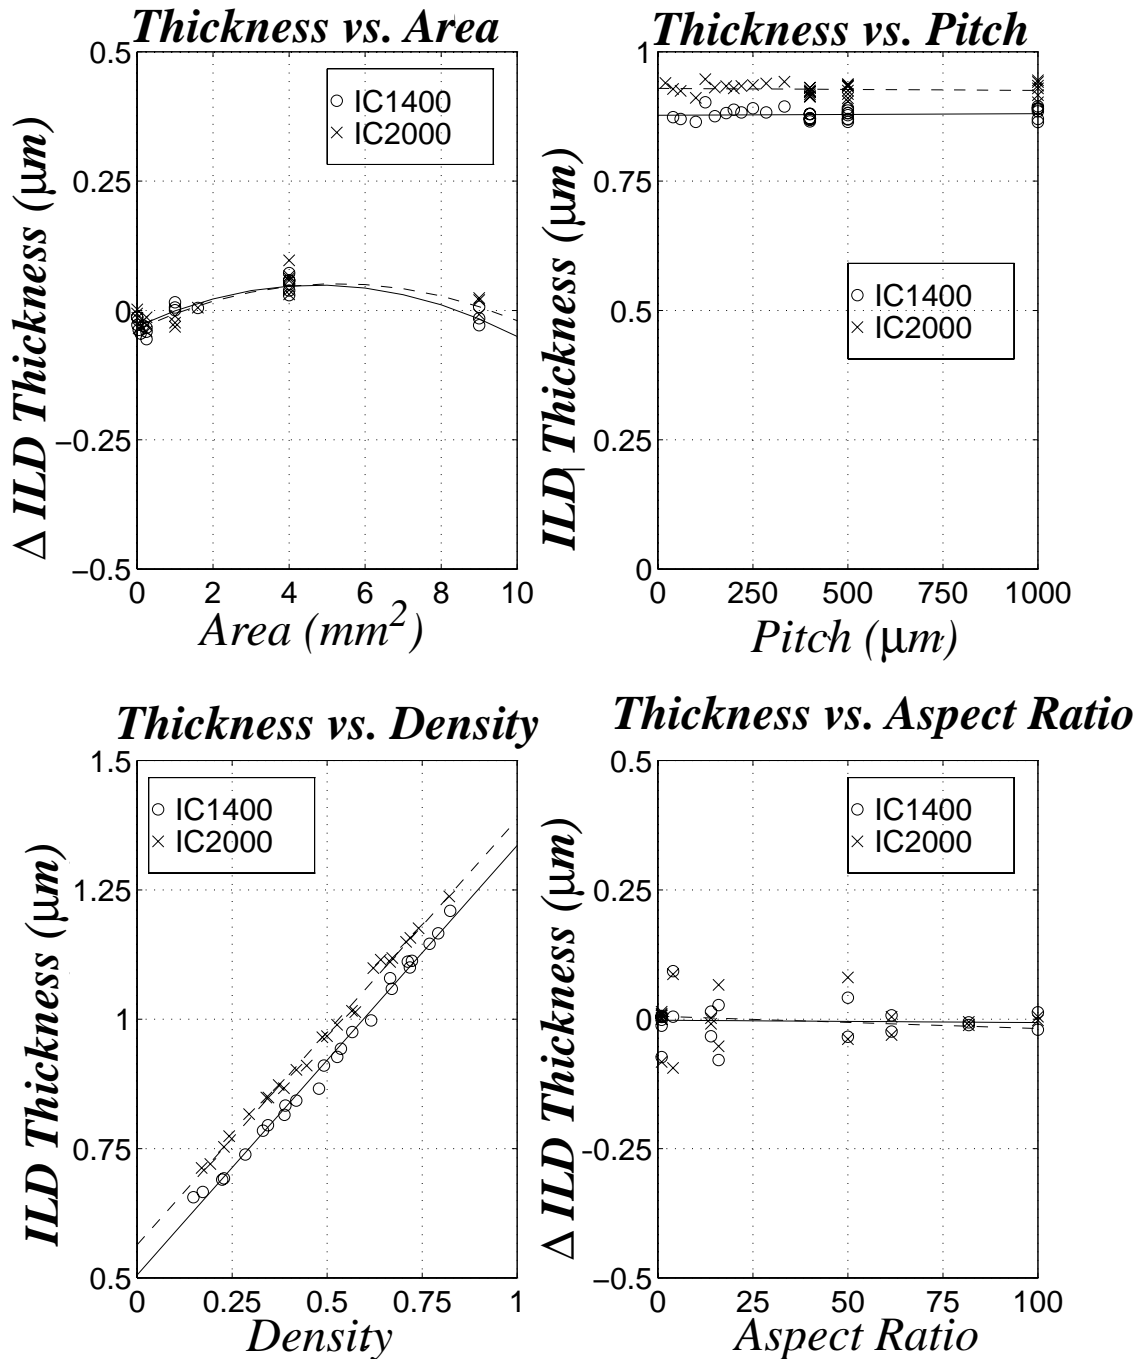 Thickness vs. Area
Δ ILD Thickness (μm)
0.5
0.25
0
−0.25
−0.5
IC1400
IC2000
0 2 4 6 8 10
Area (mm²)
Thickness vs. Pitch
ILD Thickness (μm)
1
0.75
0.5
0.25
0
IC1400
IC2000
0 250 500 750 1000
Pitch (μm)
Thickness vs. Density
ILD Thickness (μm)
1.5
1.25
1
0.75
0.5
IC1400
IC2000
0 0.25 0.5 0.75 1
Density
Thickness vs. Aspect Ratio
Δ ILD Thickness (μm)
0.5
0.25
0
−0.25
−0.5
IC1400
IC2000
0 25 50 75 100
Aspect Ratio